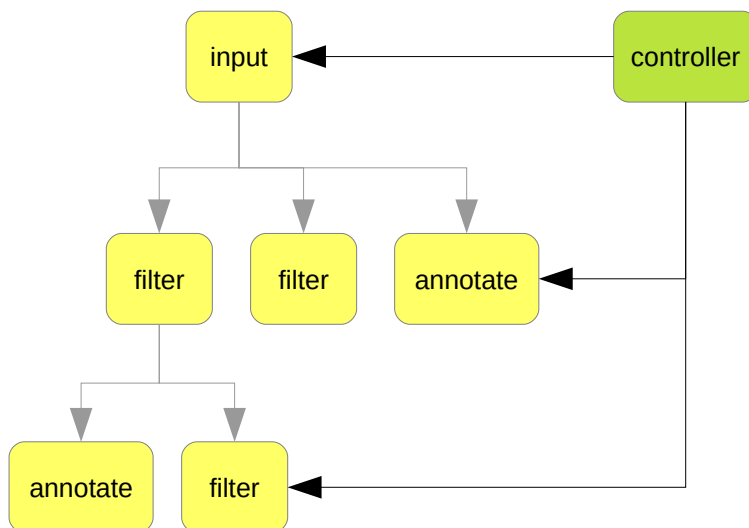 input
controller
filter
filter
annotate
annotate
filter